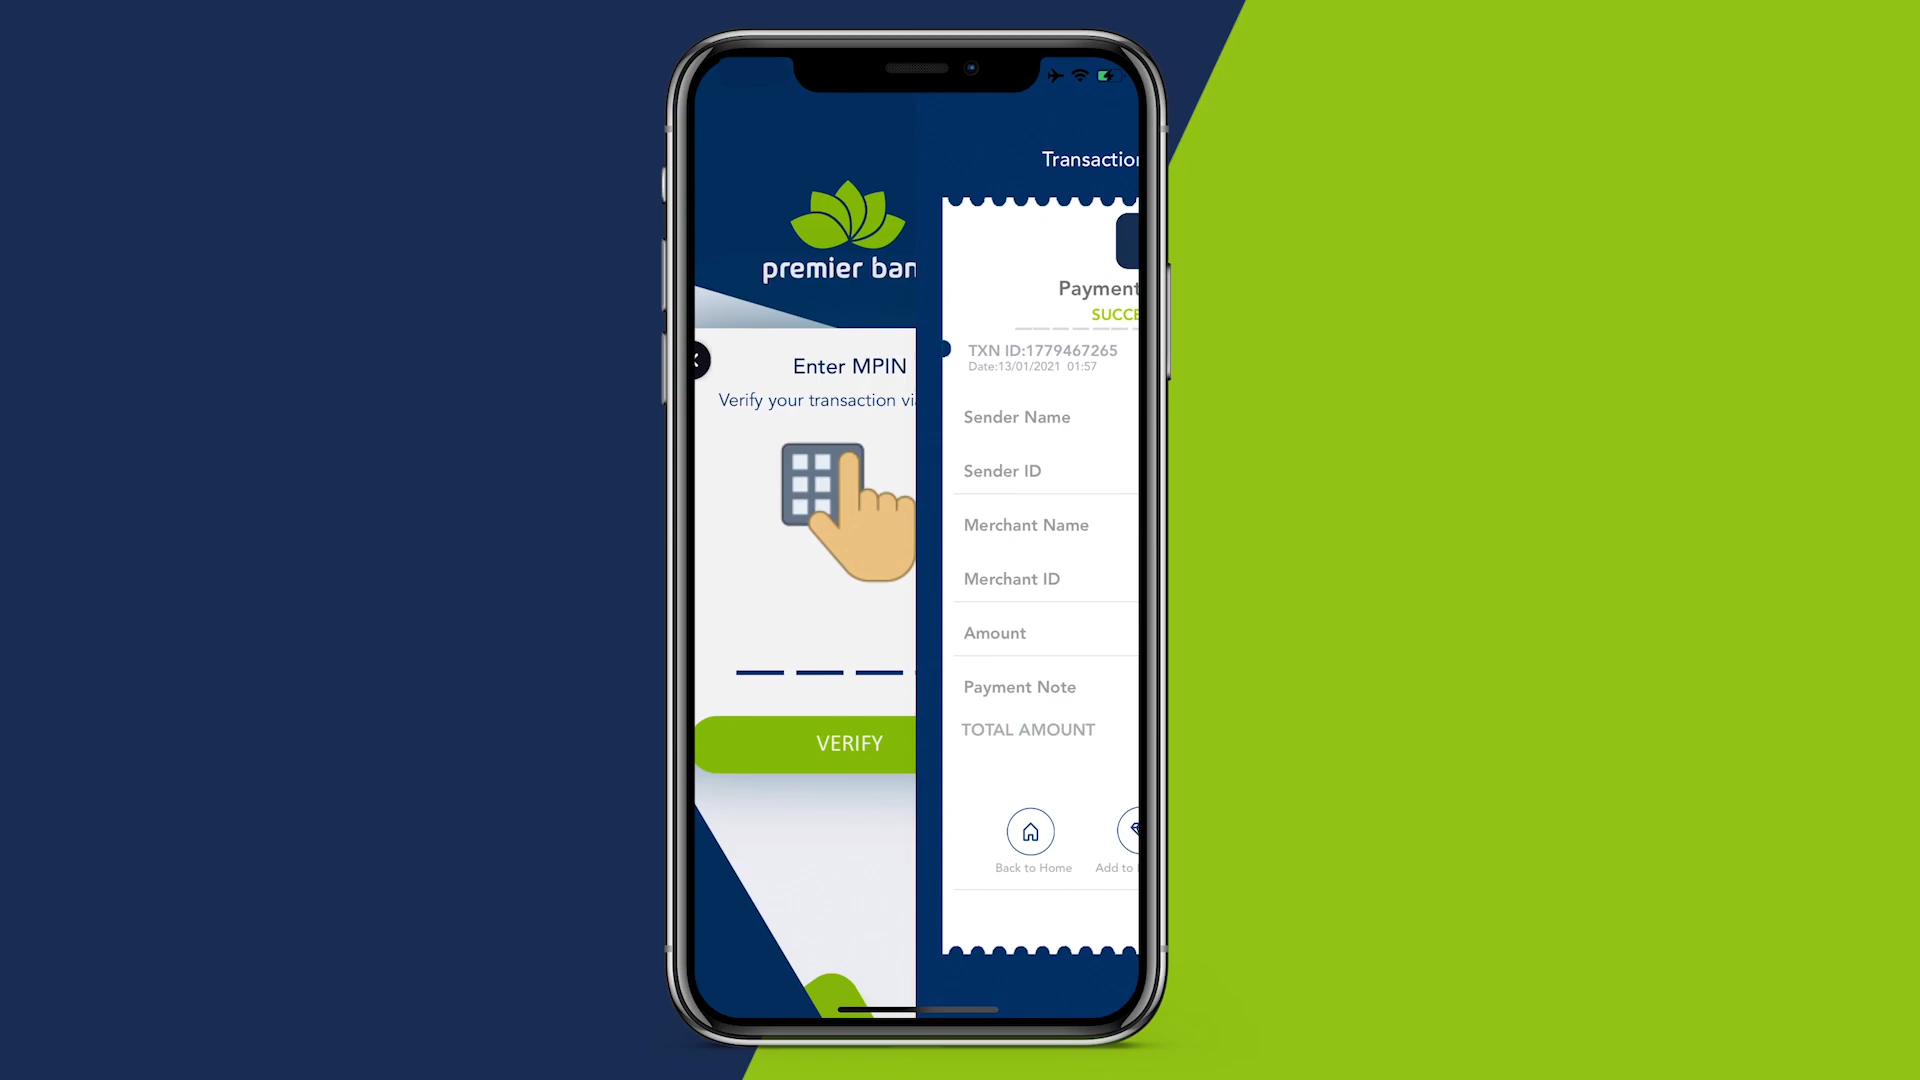 premier ban
Enter MPIN
Verify your transaction vi
VERIFY
Transaction
Payment
SUCCE
TXN ID:1779467265
Date:13/01/2021 01:57
Sender Name
Sender ID
Merchant Name
Merchant ID
Amount
Payment Note
TOTAL AMOUNT
Back to Home
Add to